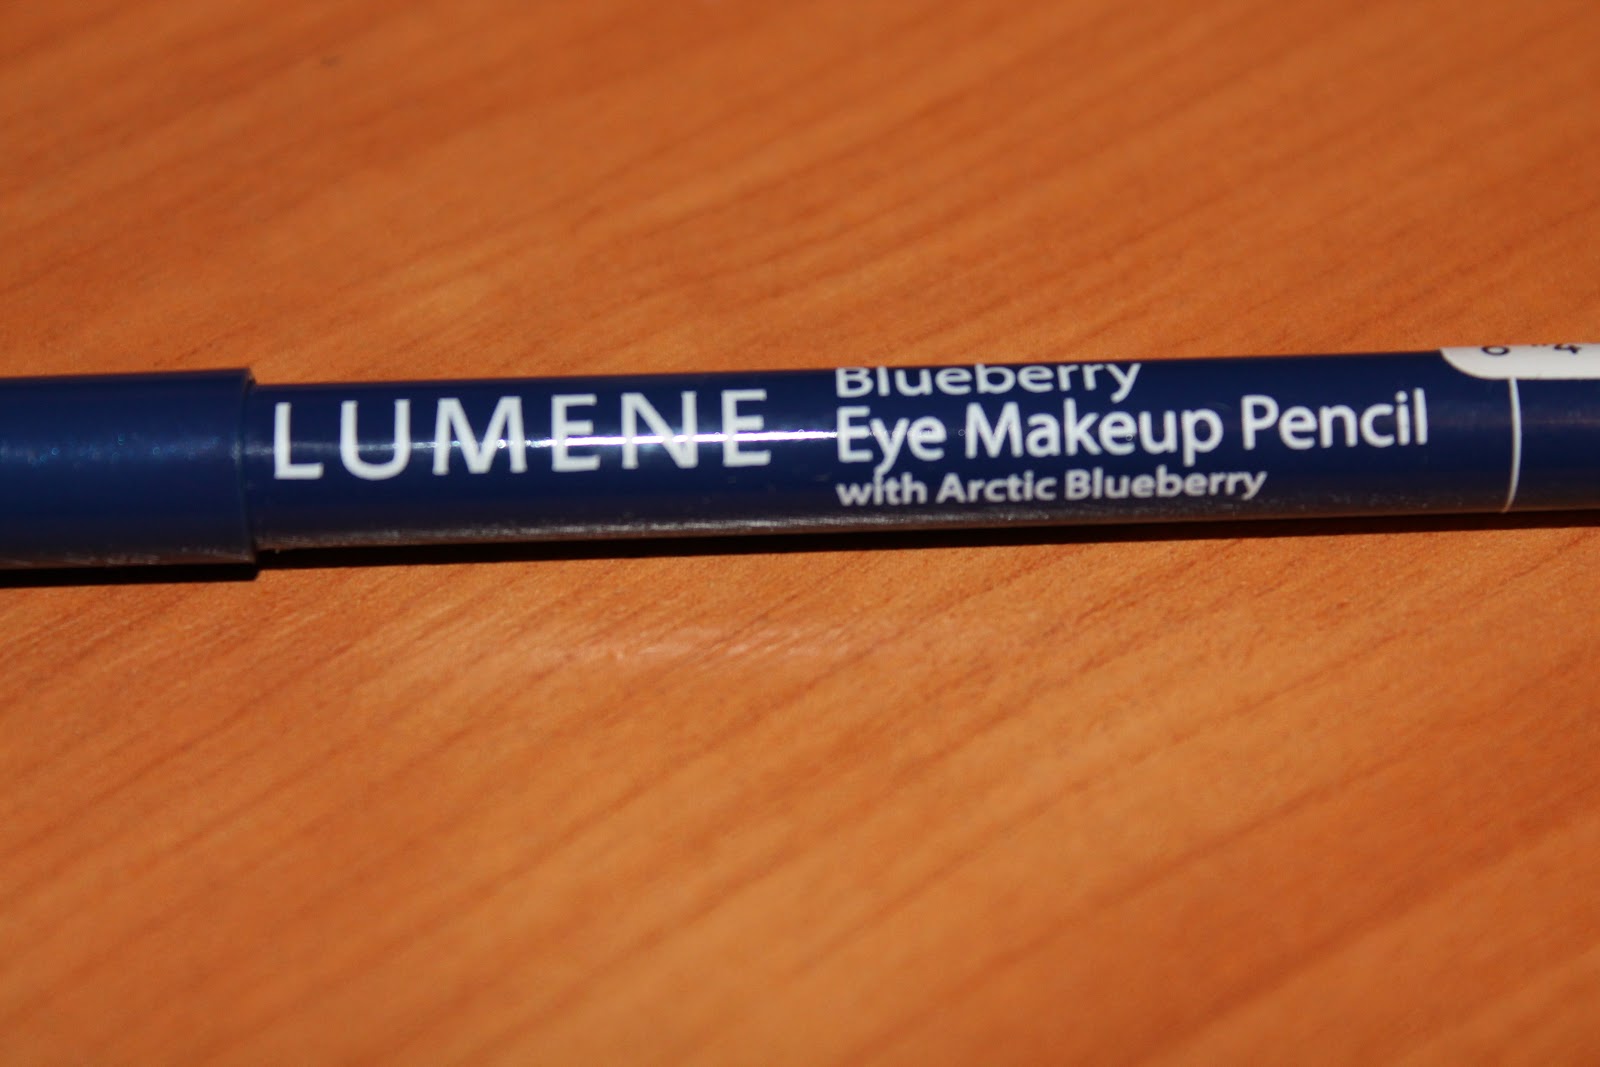 LUMENE
Blueberry
Eye Makeup Pencil
with Arctic Blueberry